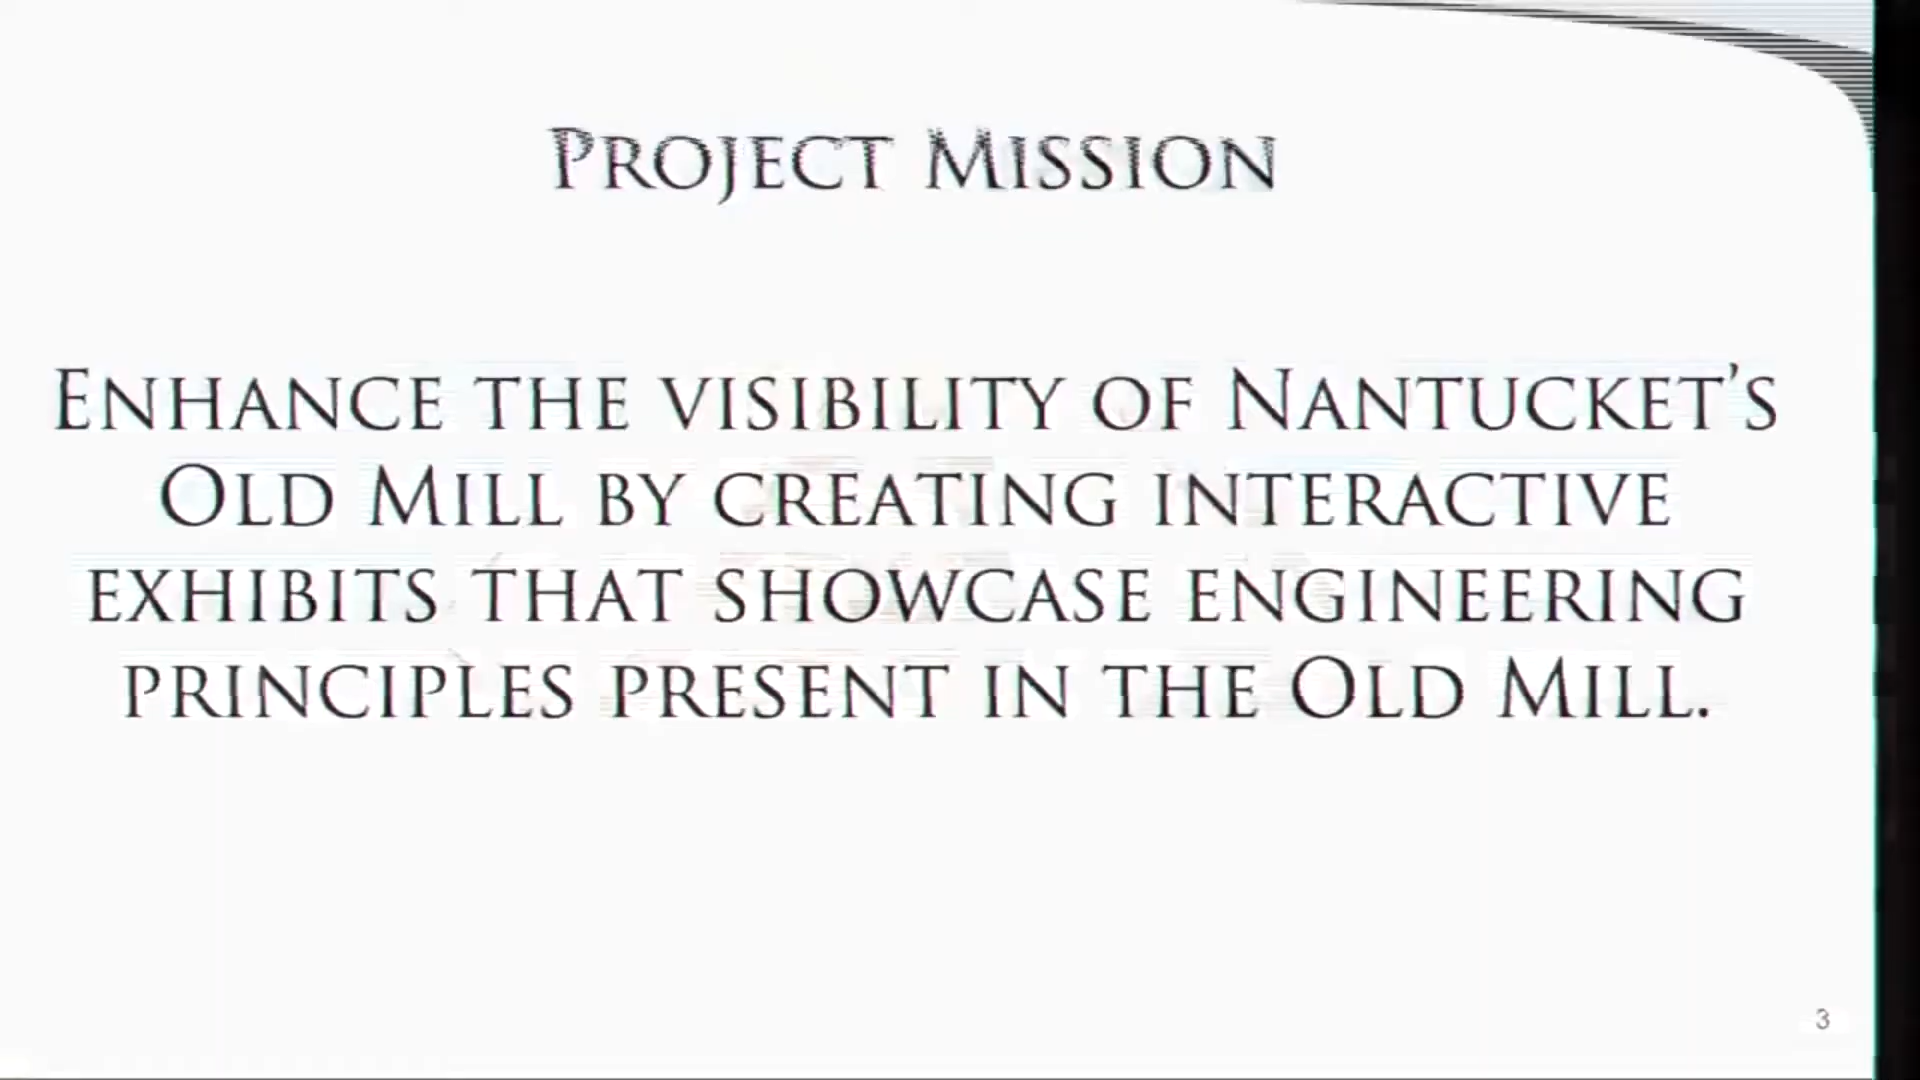 Project Mission
Enhance the visibility of Nantucket's
Old Mill by creating interactive
exhibits that showcase engineering
principles present in the Old Mill.
3